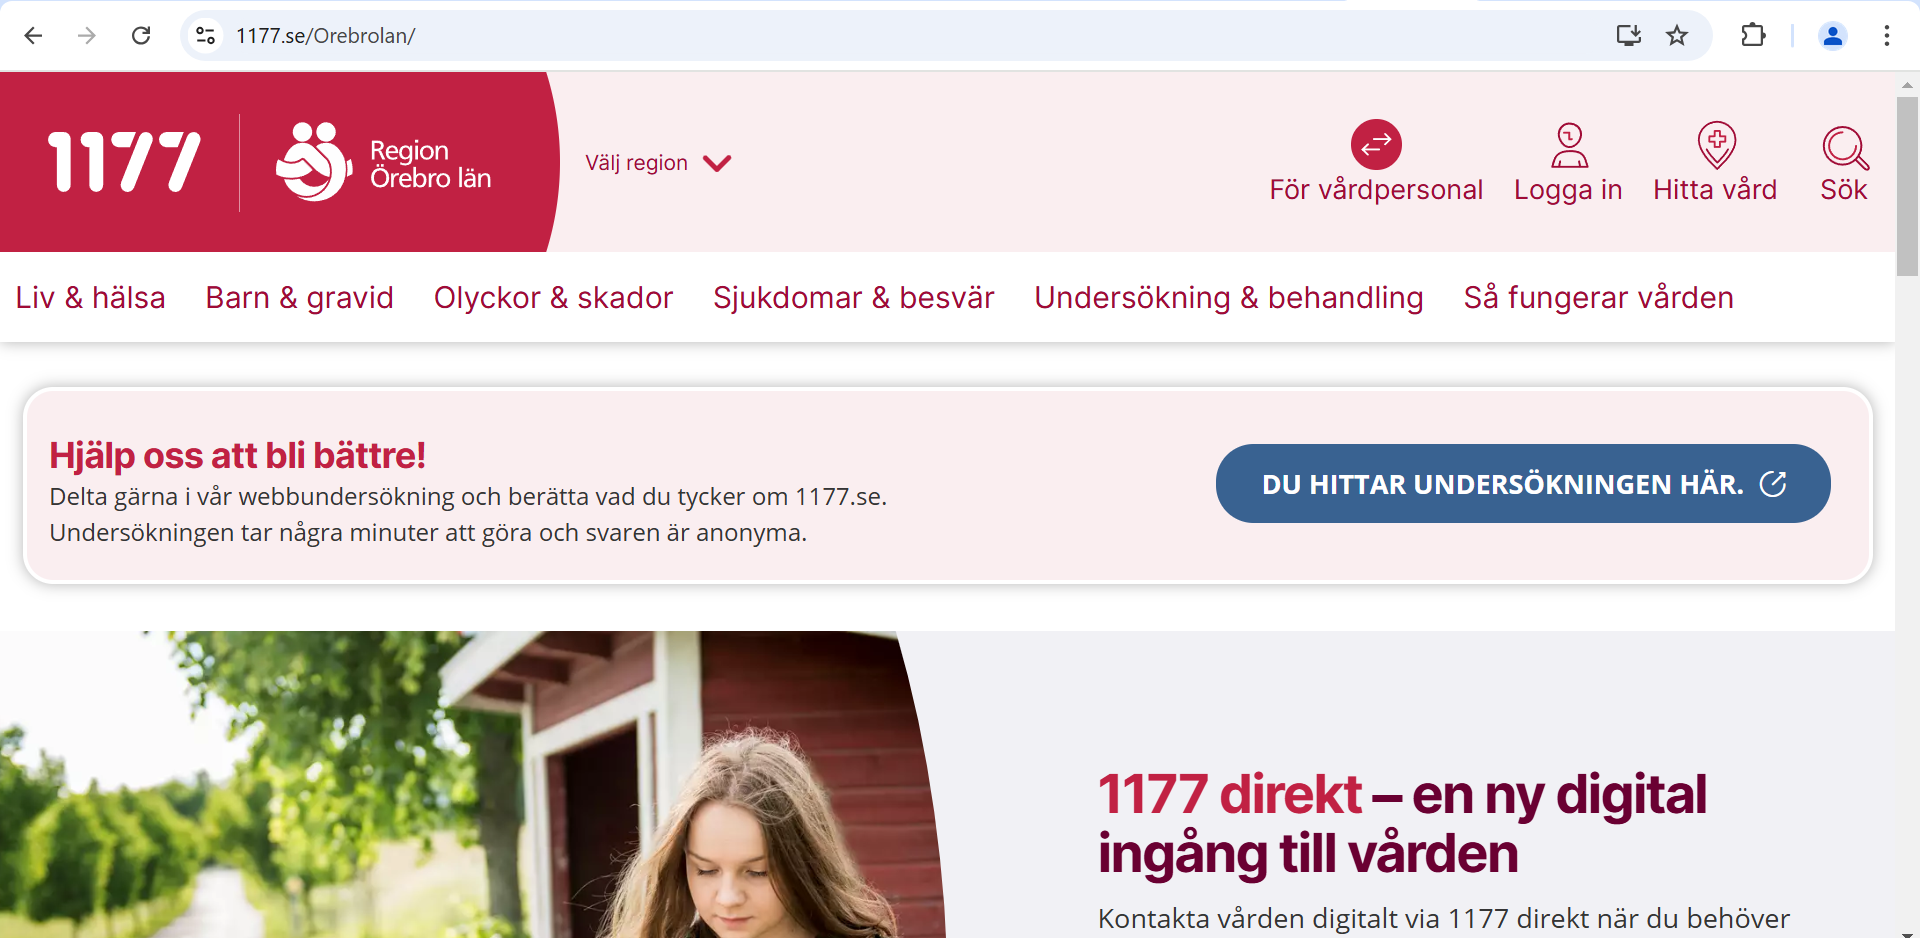 1177.se/Orebrolan/
1177
Region
Örebro län
Välj region
För vårdpersonal
Logga in
Hitta vård
Sök
Liv & hälsa
Barn & gravid
Olyckor & skador
Sjukdomar & besvär
Undersökning & behandling
Så fungerar vården
Hjälp oss att bli bättre!
Delta gärna i vår webbundersökning och berätta vad du tycker om 1177.se.
Undersökningen tar några minuter att göra och svaren är anonyma.
DU HITTAR UNDERSÖKNINGEN HÄR.
1177 direkt – en ny digital
ingång till vården
Kontakta vården digitalt via 1177 direkt när du behöver